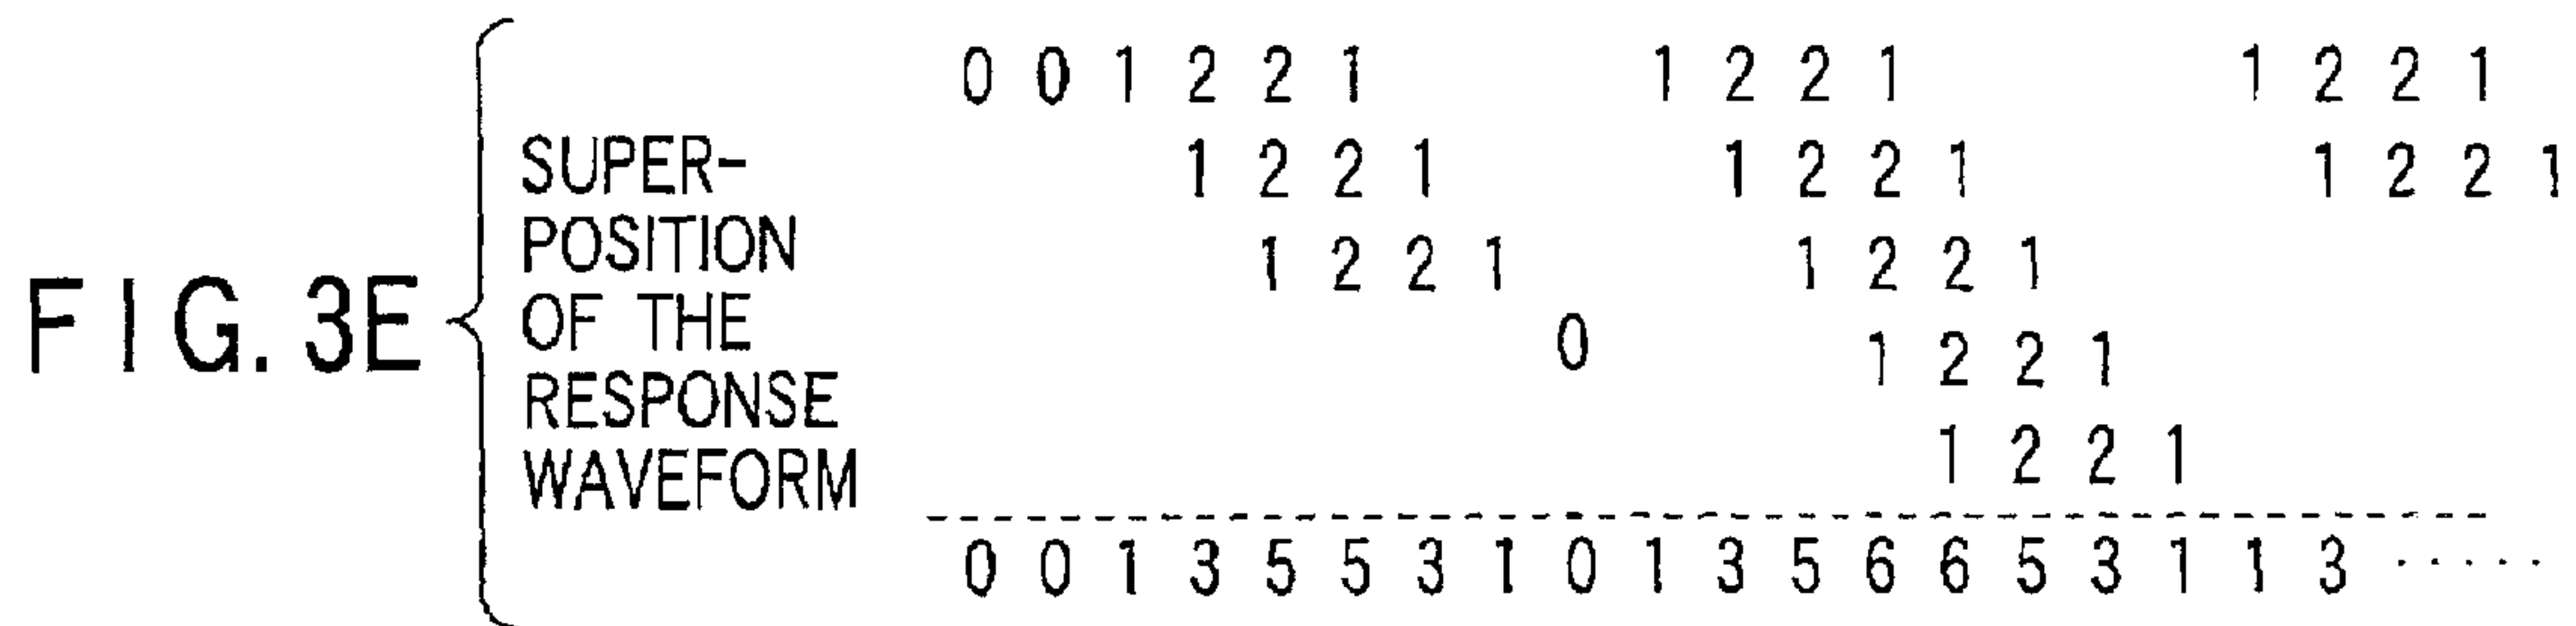 FIG. 3E
SUPER-
POSITION
OF THE
RESPONSE
WAVEFORM
0 0 1 2 2 1 1 2 2 1 1 2 2 1
1 2 2 1 1 2 2 1 1 2 2 1
1 2 2 1 1 2 2 1
0 1 2 2 1
1 2 2 1
0 0 1 3 5 5 3 1 0 1 3 5 6 6 5 3 1 1 3 .....